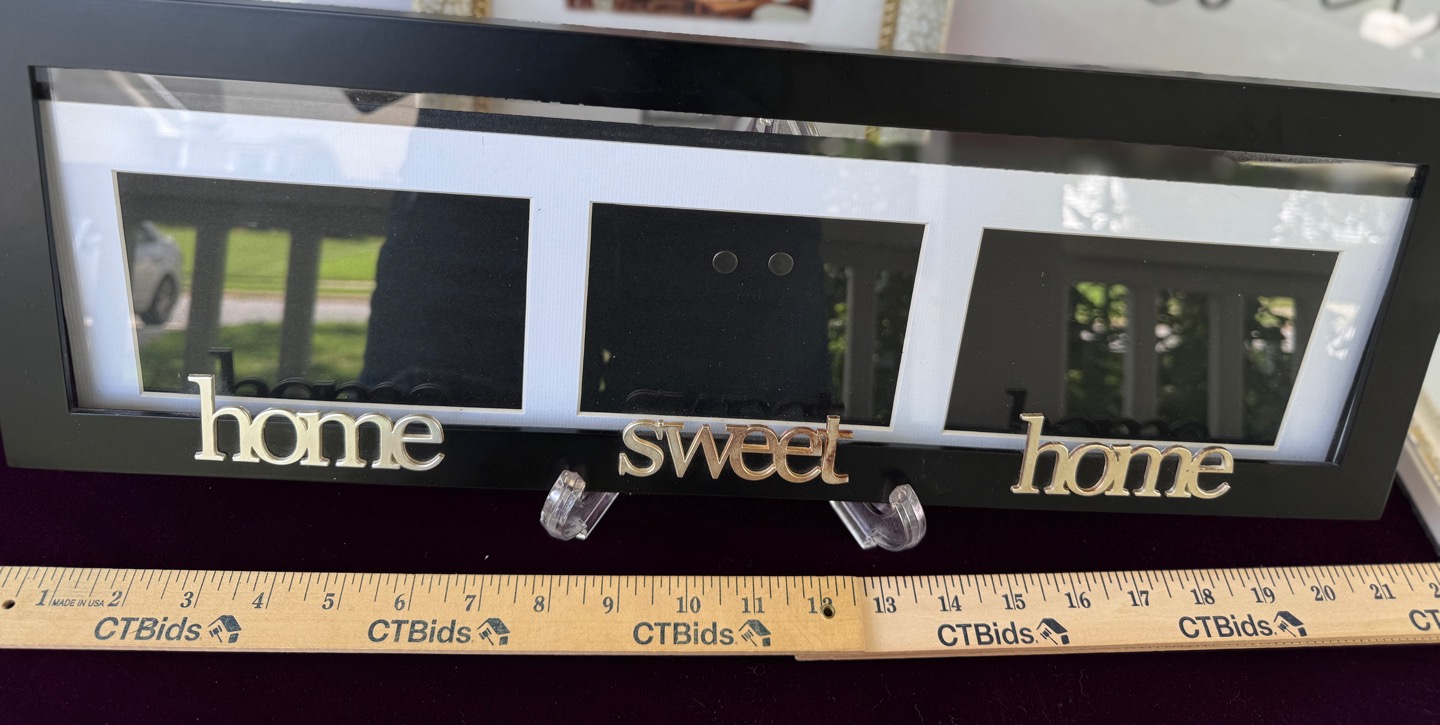 home sweet home
1 MADE IN USA 2 3 4 5 6 7 8 9 10 11 12 13 14 15 16 17 18 19 20 21
CTBids. CTBids. CTBids. CTBids. CTBids. CT